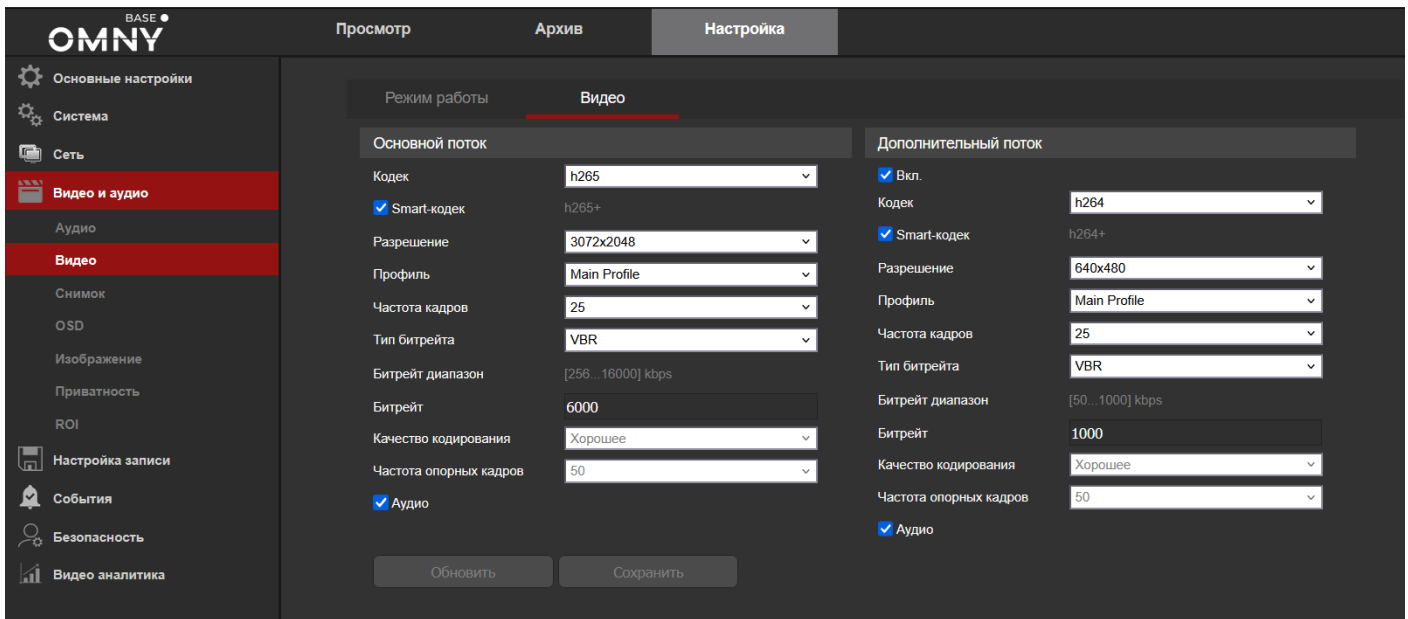 BASE
OMNY
Просмотр Архив Настройка
Основные настройки
Система
Сеть
Видео и аудио
Аудио
Видео
Снимок
OSD
Изображение
Приватность
ROI
Настройка записи
События
Безопасность
Видео аналитика
Режим работы Видео
Основной поток
Кодек h265
Smart-кодек h265+
Разрешение 3072x2048
Профиль Main Profile
Частота кадров 25
Тип битрейта VBR
Битрейт диапазон [256...16000] kbps
Битрейт 6000
Качество кодирования Хорошее
Частота опорных кадров 50
Аудио
Обновить Сохранить
Дополнительный поток
Вкл.
Кодек h264
Smart-кодек h264+
Разрешение 640x480
Профиль Main Profile
Частота кадров 25
Тип битрейта VBR
Битрейт диапазон [50...1000] kbps
Битрейт 1000
Качество кодирования Хорошее
Частота опорных кадров 50
Аудио